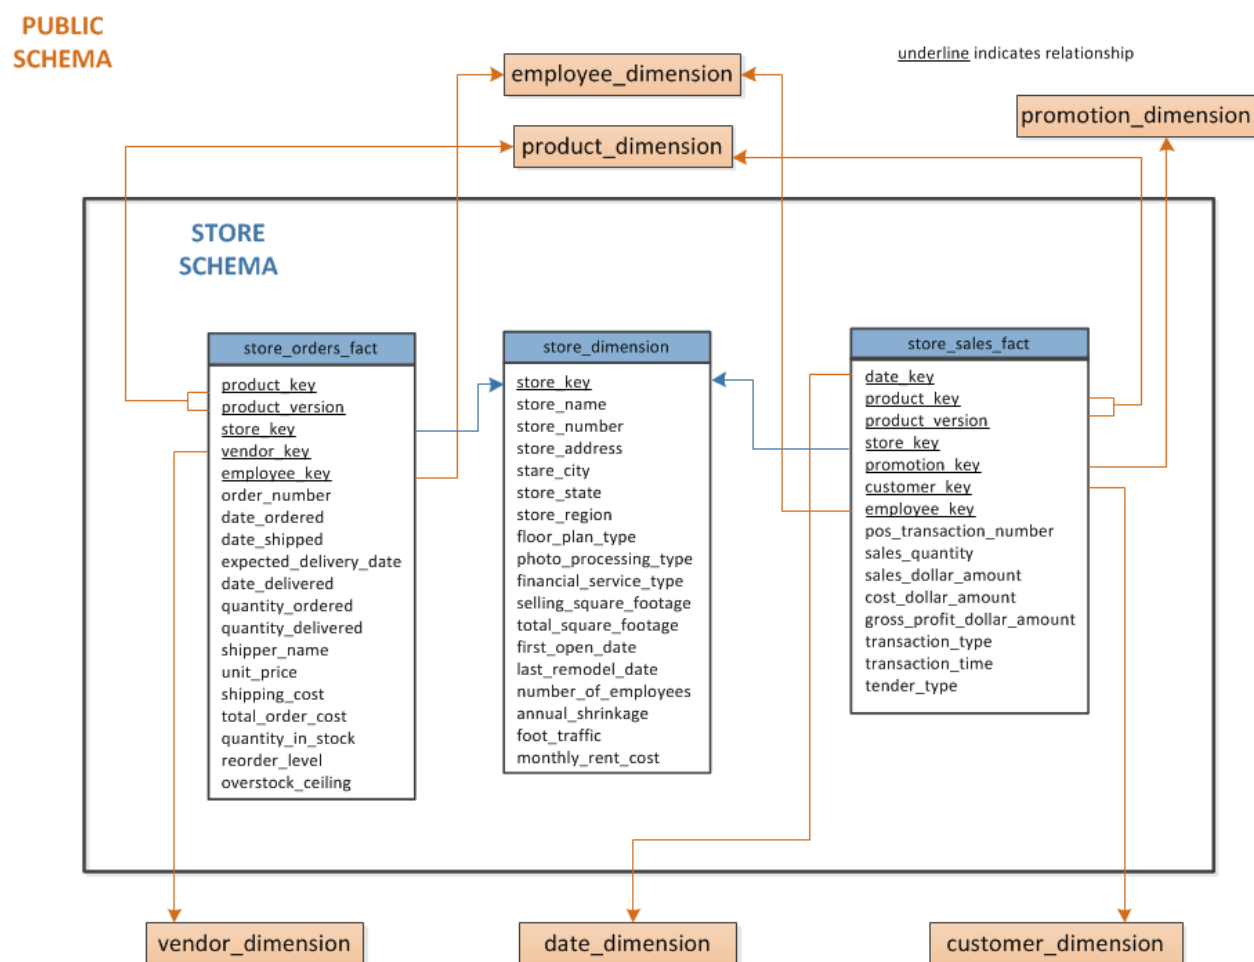 PUBLIC
SCHEMA
underline indicates relationship
employee_dimension
promotion_dimension
product_dimension
STORE
SCHEMA
store_orders_fact
product_key
product_version
store_key
vendor_key
employee_key
order_number
date_ordered
date_shipped
expected_delivery_date
date_delivered
quantity_ordered
quantity_delivered
shipper_name
unit_price
shipping_cost
total_order_cost
quantity_in_stock
reorder_level
overstock_ceiling
store_dimension
store_key
store_name
store_number
store_address
stare_city
store_state
store_region
floor_plan_type
photo_processing_type
financial_service_type
selling_square_footage
total_square_footage
first_open_date
last_remodel_date
number_of_employees
annual_shrinkage
foot_traffic
monthly_rent_cost
store_sales_fact
date_key
product_key
product_version
store_key
promotion_key
customer_key
employee_key
pos_transaction_number
sales_quantity
sales_dollar_amount
cost_dollar_amount
gross_profit_dollar_amount
transaction_type
transaction_time
tender_type
vendor_dimension
date_dimension
customer_dimension